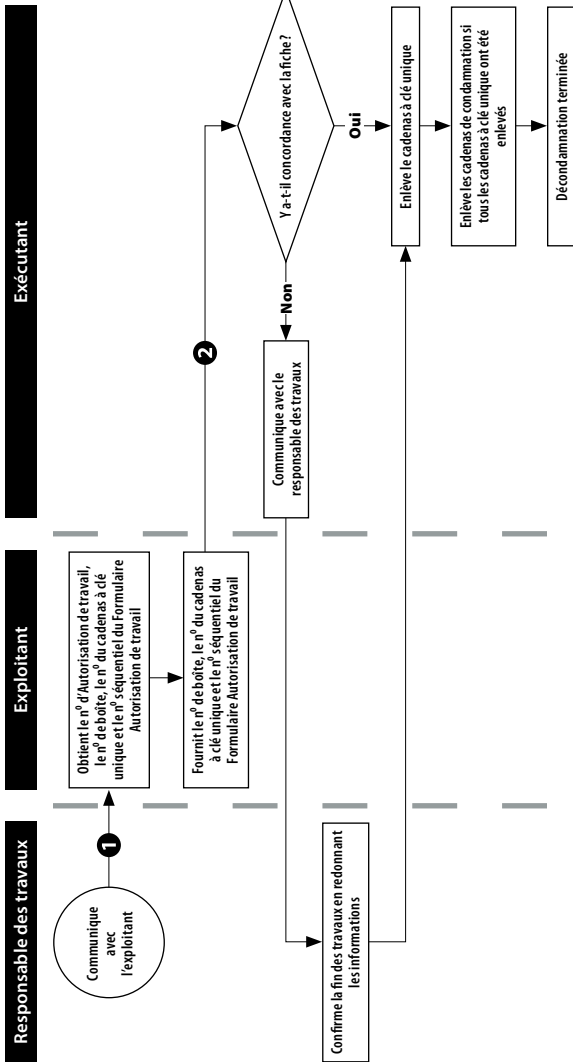 Responsable des travaux
Exploitant
Exécutant
Communique
avec
l'exploitant
1
Obtient le nº d'Autorisation de travail,
le nº de boîte, le nº du cadenas à clé
unique et le nº séquentiel du Formulaire
Autorisation de travail
Fournit le nº de boîte, le nº du cadenas
à clé unique et le nº séquentiel du
Formulaire Autorisation de travail
2
Y a-t-il concordance avec la fiche ?
Non
Oui
Communique avec le
responsable des travaux
Confirme la fin des travaux en redonnant
les informations
Enlève le cadenas à clé unique
Enlève les cadenas de condamnation si
tous les cadenas à clé unique ont été
enlevés
Décondamnation terminée